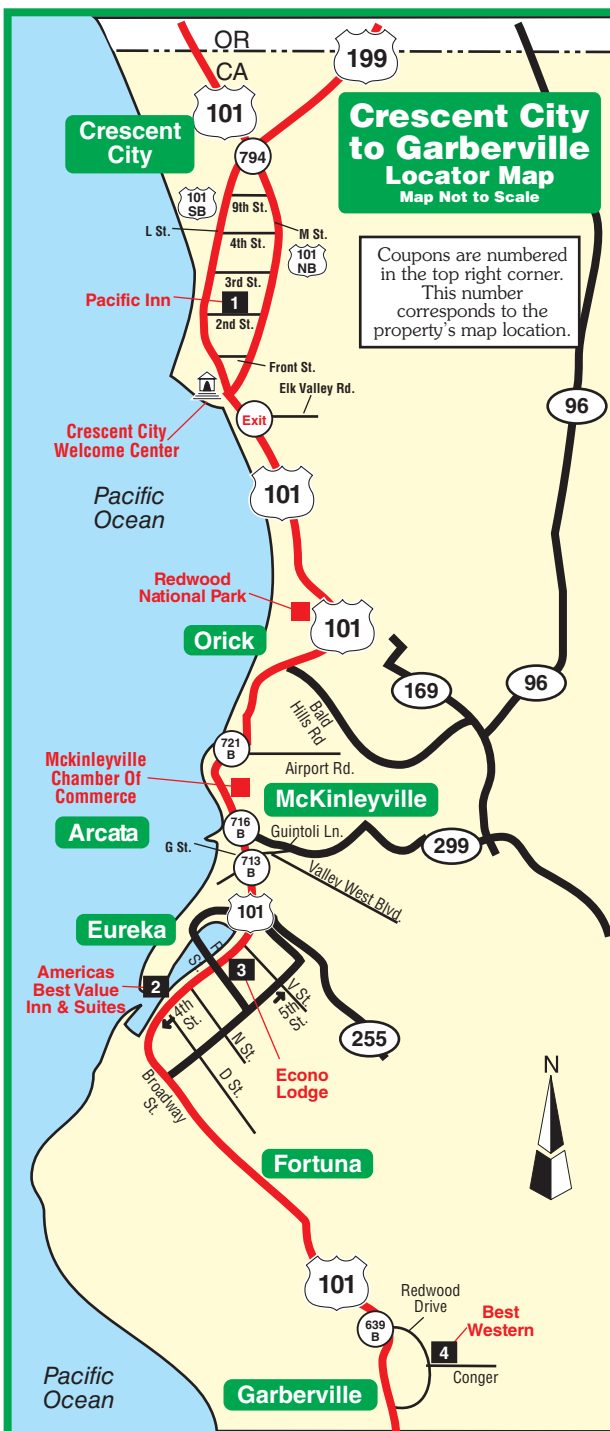 OR
CA
199
101
Crescent
City
Crescent City
to Garberville
Locator Map
Map Not to Scale
794
101
SB
9th St.
L St.
M St.
4th St.
101
NB
Coupons are numbered
in the top right corner.
This number
corresponds to the
property's map location.
3rd St.
Pacific Inn
1
2nd St.
Front St.
Elk Valley Rd.
Exit
96
Crescent City
Welcome Center
Pacific
Ocean
101
Redwood
National Park
101
Orick
169
96
Bald
Hills Rd
721
B
Airport Rd.
Mckinleyville
Chamber Of
Commerce
McKinleyville
716
B
Arcata
Guintoli Ln.
G St.
299
713
B
Valley West Blvd.
101
Eureka
R
S.
Americas
Best Value
Inn & Suites
2
3
V St.
4th
St.
5th
St.
255
N St.
Econo
Lodge
D St.
Broadway
St.
N
Fortuna
101
Redwood
Drive
639
B
Best
Western
4
Conger
Pacific
Ocean
Garberville